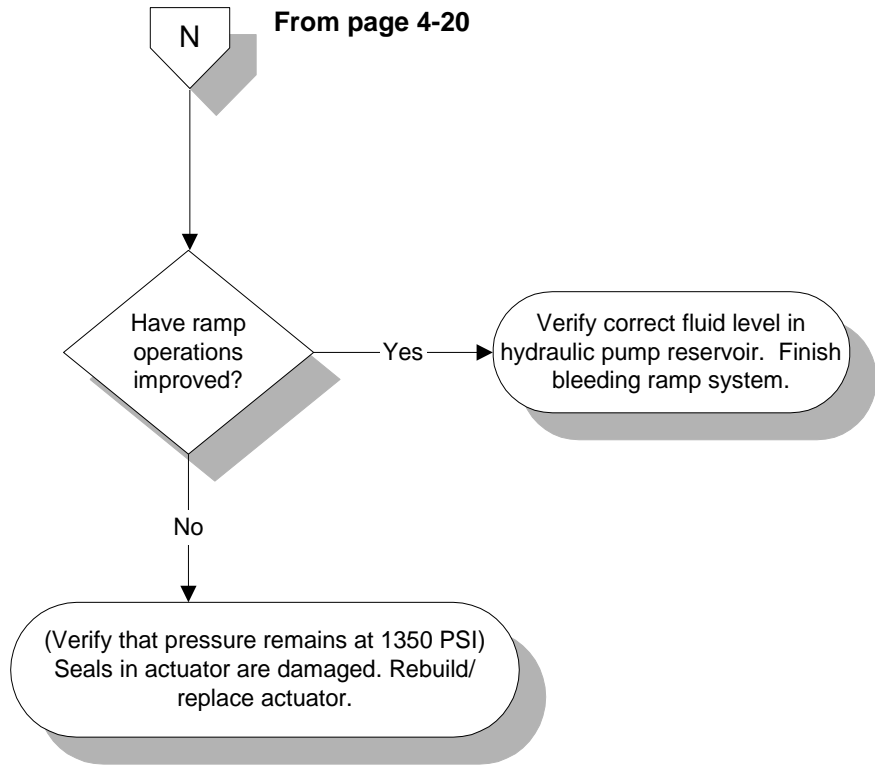 N
From page 4-20
Have ramp
operations
improved?
Yes
Verify correct fluid level in
hydraulic pump reservoir. Finish
bleeding ramp system.
No
(Verify that pressure remains at 1350 PSI)
Seals in actuator are damaged. Rebuild/
replace actuator.